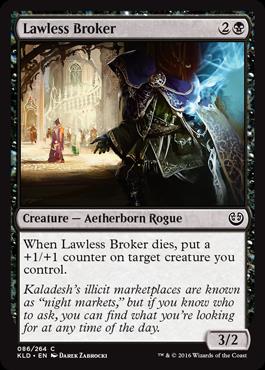 Lawless Broker 2
Creature — Aetherborn Rogue
When Lawless Broker dies, put a
+1/+1 counter on target creature you
control.
Kaladesh's illicit marketplaces are known
as “night markets,” but if you know who
to ask, you can find what you're looking
for at any time of the day.
3/2
086/264 C
KLD • EN DAREK ZABROCKI
™ & © 2016 Wizards of the Coast